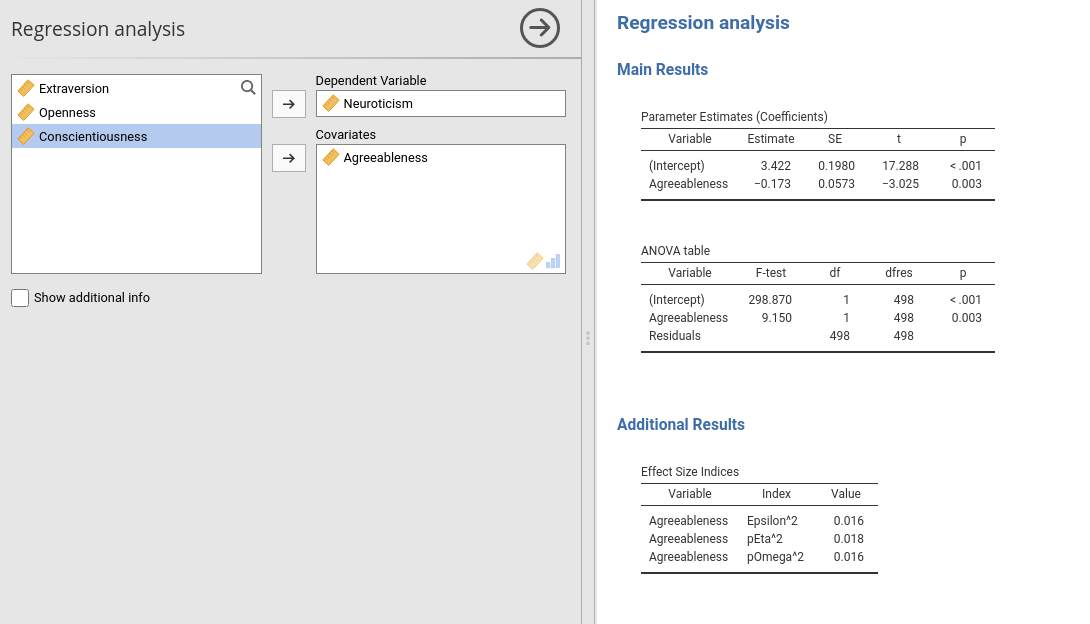 Regression analysis
Extraversion
Openness
Conscientiousness
Dependent Variable
Neuroticism
Covariates
Agreeableness
Show additional info
Regression analysis
Main Results
Parameter Estimates (Coefficients)
Variable Estimate SE t p
(Intercept) 3.422 0.1980 17.288 < .001
Agreeableness −0.173 0.0573 −3.025 0.003
ANOVA table
Variable F-test df dfres p
(Intercept) 298.870 1 498 < .001
Agreeableness 9.150 1 498 0.003
Residuals 498 498
Additional Results
Effect Size Indices
Variable Index Value
Agreeableness Epsilon^2 0.016
Agreeableness pEta^2 0.018
Agreeableness pOmega^2 0.016